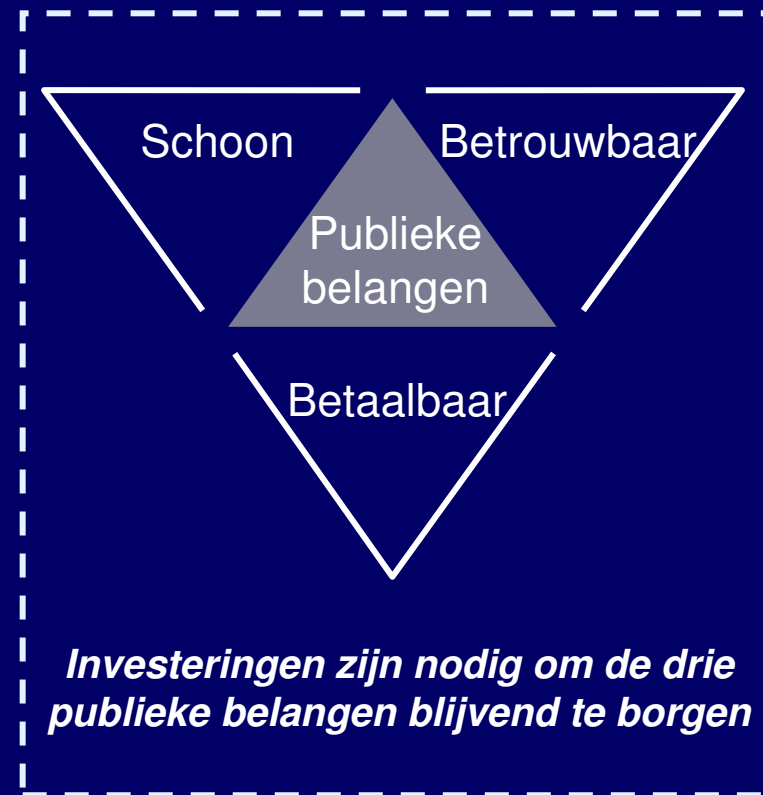 Schoon
Betrouwbaar
Publieke
belangen
Betaalbaar
Investeringen zijn nodig om de drie
publieke belangen blijvend te borgen